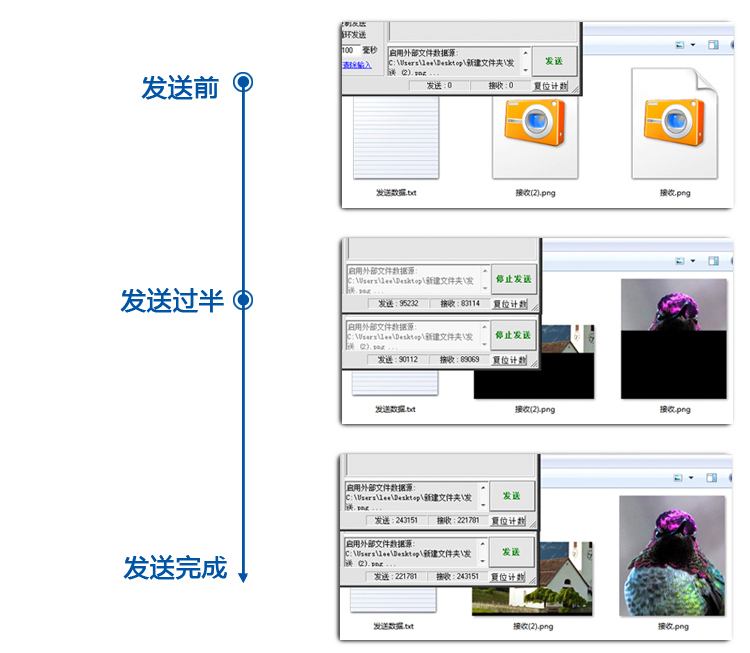 发送前
环发送
100 毫秒
清除输入
启用外部文件数据源:
C:\Users\lee\Desktop\新建文件夹\发
送 (2).png ...
发送
发送 : 0
接收 : 0
复位计数
发送数据.txt
接收(2).png
接收.png
发送过半
启用外部文件数据源:
C:\Users\lee\Desktop\新建文件夹\发
送.png ...
停止发送
发送 : 95232
接收 : 83114
复位计数
启用外部文件数据源:
C:\Users\lee\Desktop\新建文件夹\发
送 (2).png ...
停止发送
发送 : 90112
接收 : 89069
复位计数
发送数据.txt
接收(2).png
接收.png
发送完成
启用外部文件数据源:
C:\Users\lee\Desktop\新建文件夹\发
送.png ...
发送
发送 : 243151
接收 : 221781
复位计数
启用外部文件数据源:
C:\Users\lee\Desktop\新建文件夹\发
送 (2).png ...
发送
发送 : 221781
接收 : 243151
复位计数
发送数据.txt
接收(2).png
接收.png